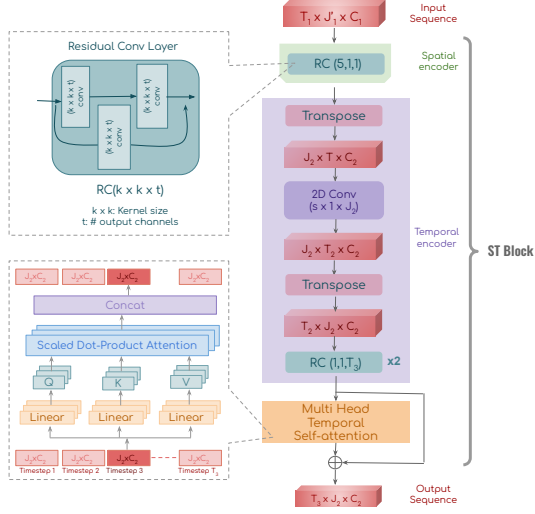 T₁ x J'₁ x C₁
Input
Sequence
Residual Conv Layer
(k x k x t)
conv
(k x k x t)
conv
(k x k x t)
conv
RC(k x k x t)
k x k: Kernel size
t: # output channels
RC (5,1,1)
Spatial
encoder
Transpose
J₂ x T x C₂
2D Conv
(s x 1 x J₂)
J₂ x T₂ x C₂
Temporal
encoder
ST Block
Transpose
T₂ x J₂ x C₂
RC (1,1,T₃)
x2
Multi Head
Temporal
Self-attention
T₃ x J₂ x C₂
Output
Sequence
J₂xC₂
J₂xC₂
J₂xC₂
J₂xC₂
Concat
Scaled Dot-Product Attention
Q
K
V
Linear
Linear
Linear
J₂xC₂
J₂xC₂
J₂xC₂
J₂xC₂
Timestep 1
Timestep 2
Timestep 3
Timestep T₃